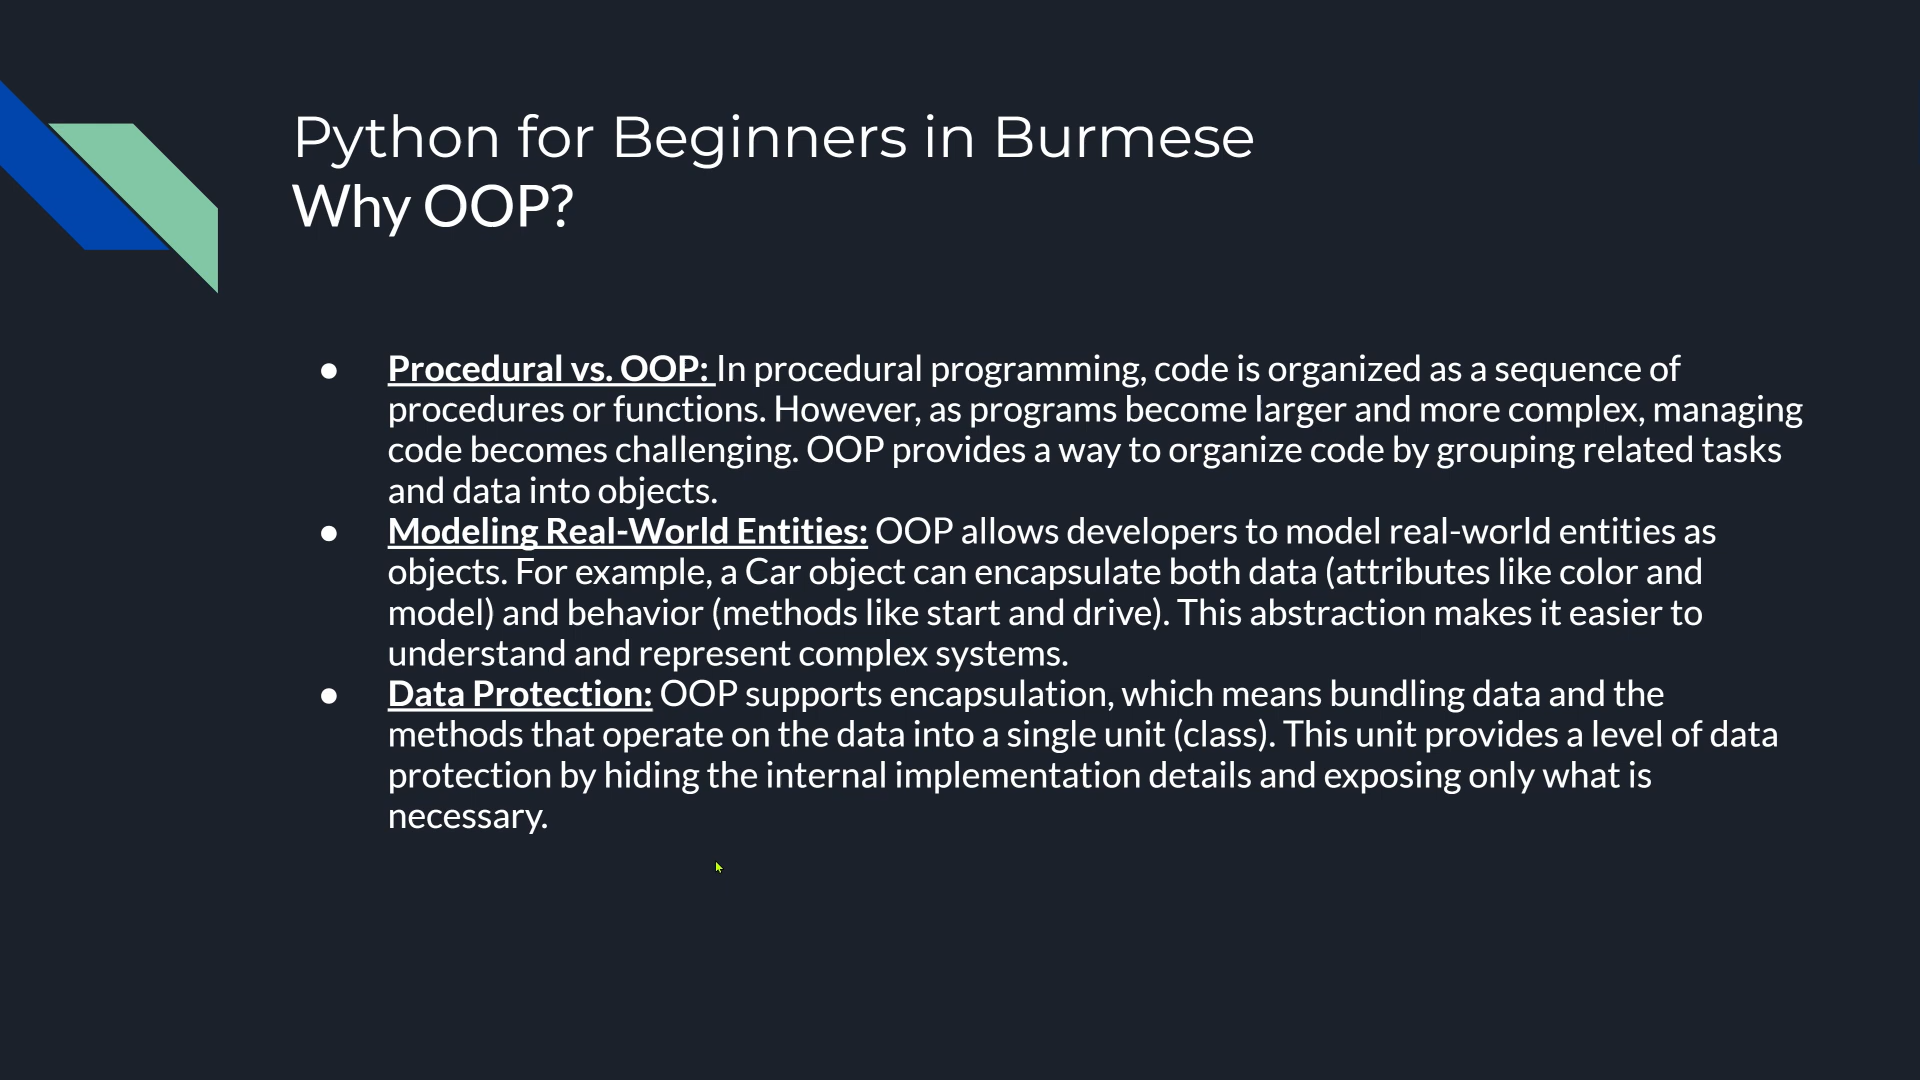 Python for Beginners in Burmese
Why OOP?
● Procedural vs. OOP: In procedural programming, code is organized as a sequence of
procedures or functions. However, as programs become larger and more complex, managing
code becomes challenging. OOP provides a way to organize code by grouping related tasks
and data into objects.
● Modeling Real-World Entities: OOP allows developers to model real-world entities as
objects. For example, a Car object can encapsulate both data (attributes like color and
model) and behavior (methods like start and drive). This abstraction makes it easier to
understand and represent complex systems.
● Data Protection: OOP supports encapsulation, which means bundling data and the
methods that operate on the data into a single unit (class). This unit provides a level of data
protection by hiding the internal implementation details and exposing only what is
necessary.